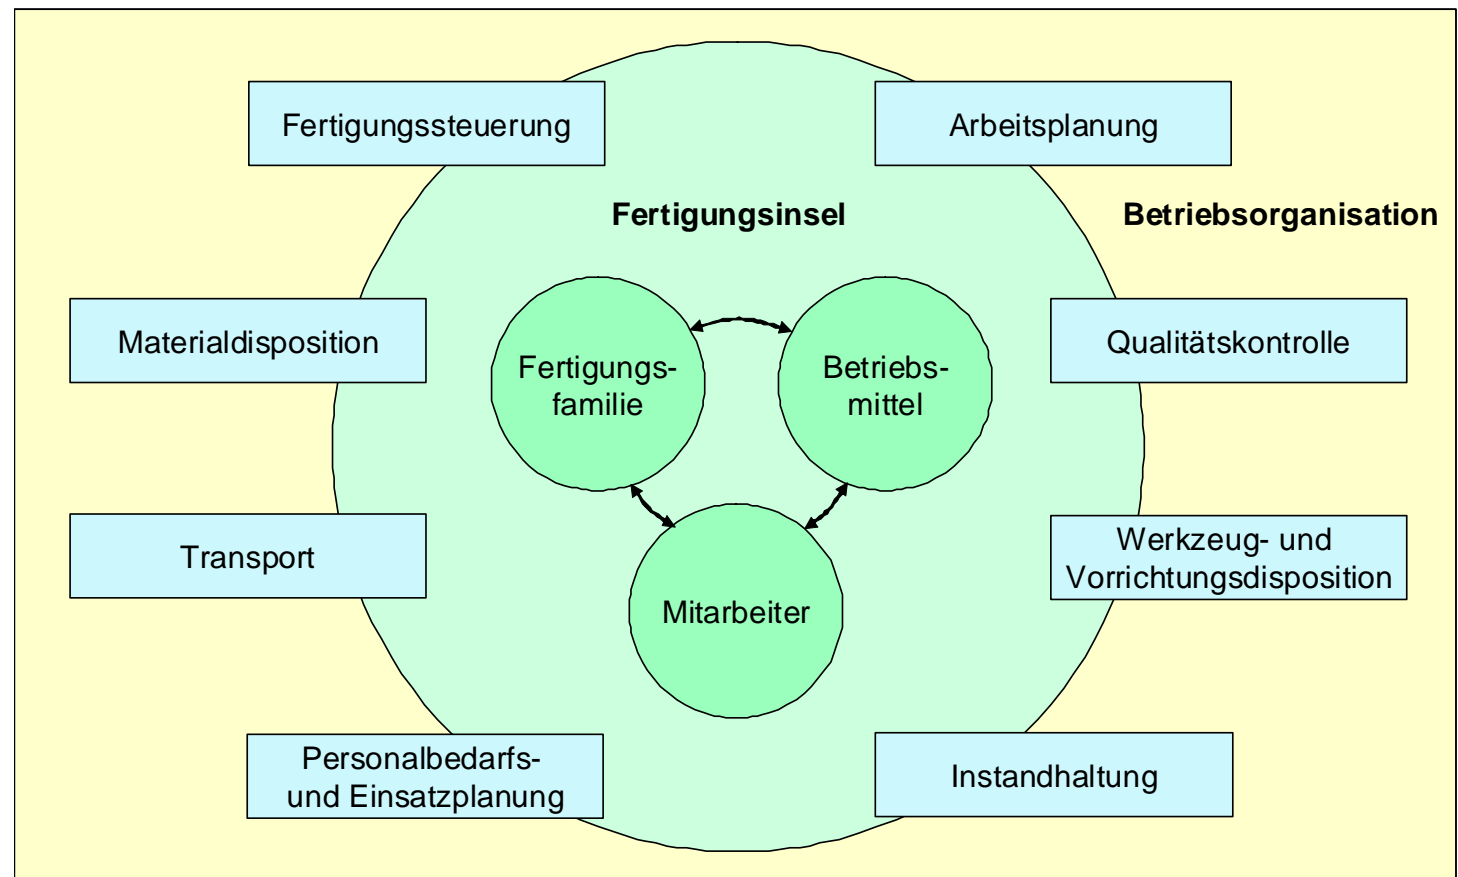 Fertigungssteuerung
Arbeitsplanung
Fertigungsinsel
Betriebsorganisation
Materialdisposition
Qualitätskontrolle
Fertigungs-
familie
Betriebs-
mittel
Transport
Werkzeug- und
Vorrichtungsdisposition
Mitarbeiter
Personalbedarfs-
und Einsatzplanung
Instandhaltung